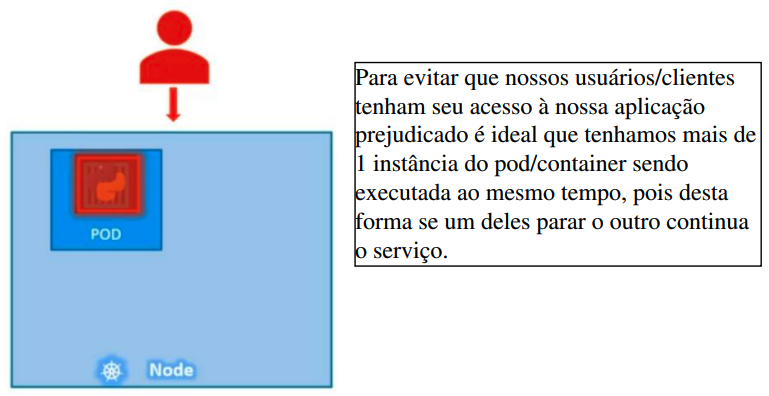 Para evitar que nossos usuários/clientes
tenham seu acesso à nossa aplicação
prejudicado é ideal que tenhamos mais de
1 instância do pod/container sendo
executada ao mesmo tempo, pois desta
forma se um deles parar o outro continua
o serviço.
POD
Node